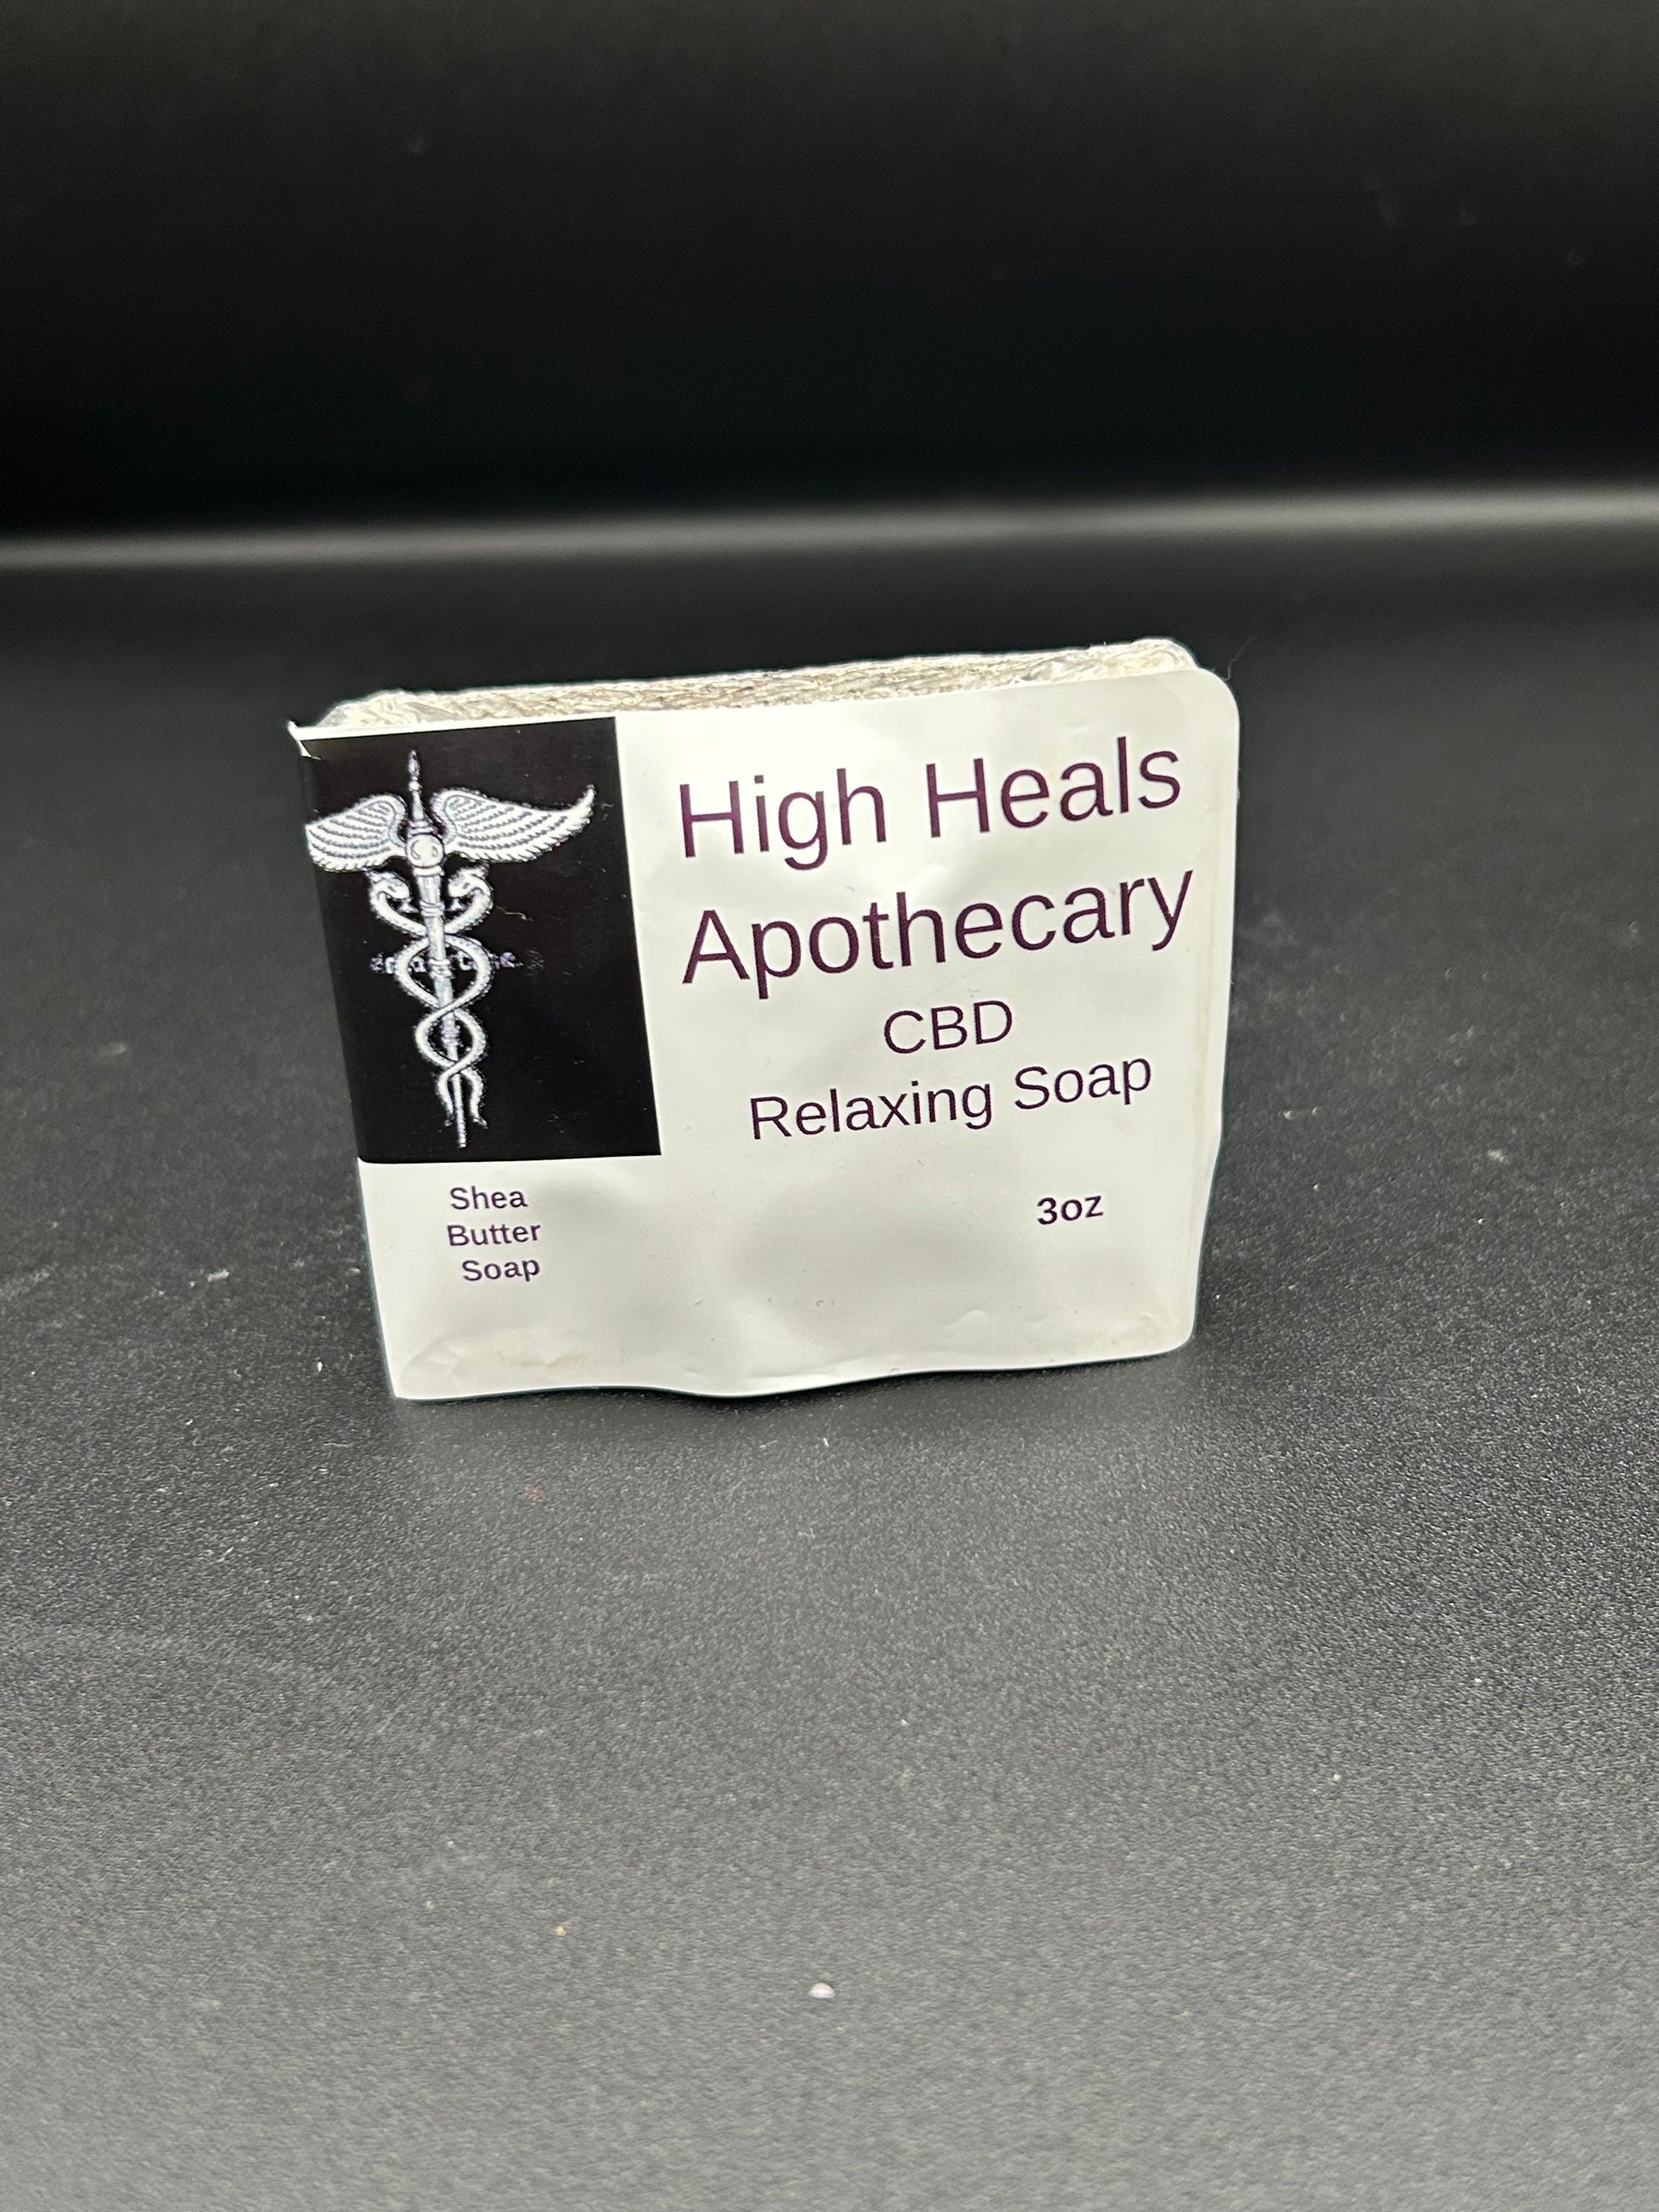 High Heals
Apothecary
CBD
Relaxing Soap
3oz
Shea
Butter
Soap